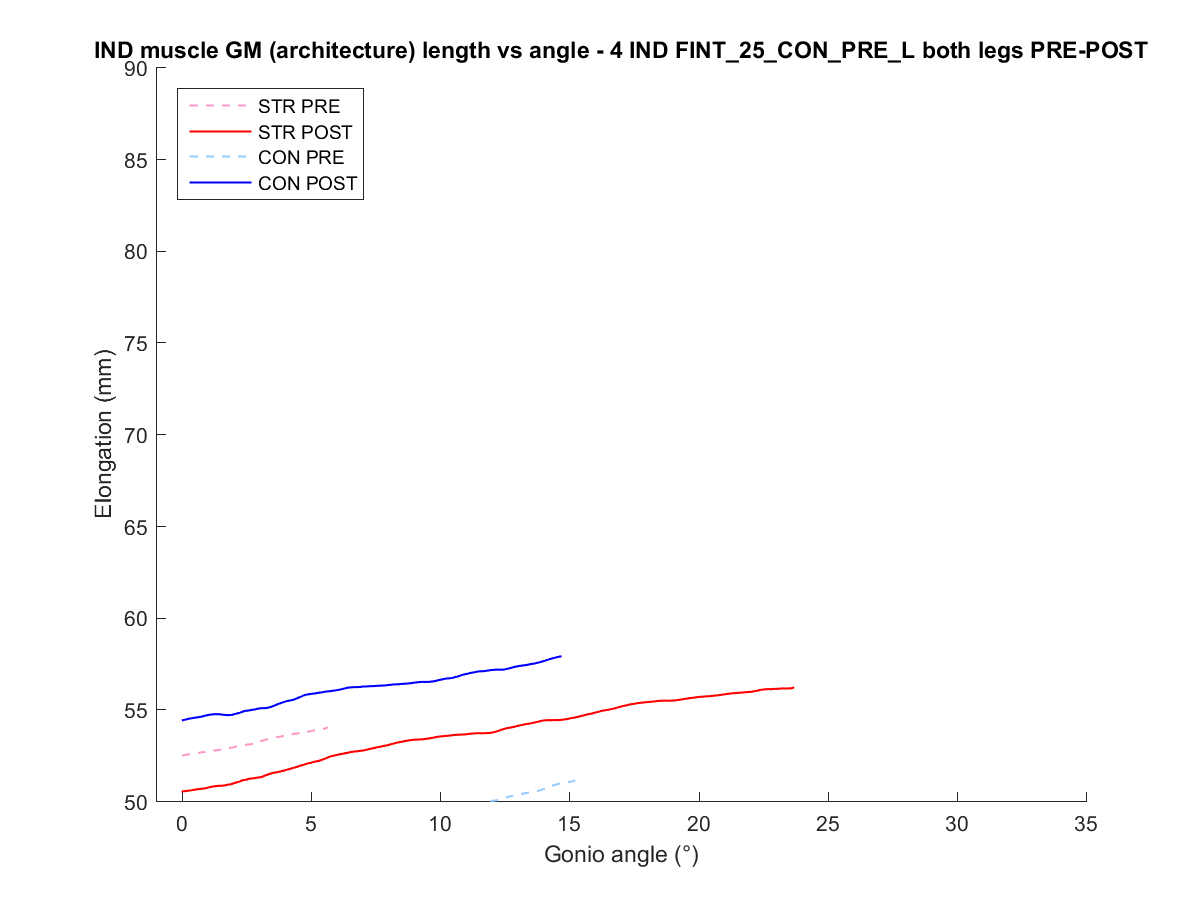 IND muscle GM (architecture) length vs angle - 4 IND FINT_25_CON_PRE_L both legs PRE-POST
STR PRE
STR POST
CON PRE
CON POST
90
85
80
75
70
65
60
55
50
Elongation (mm)
0 5 10 15 20 25 30 35
Gonio angle (°)